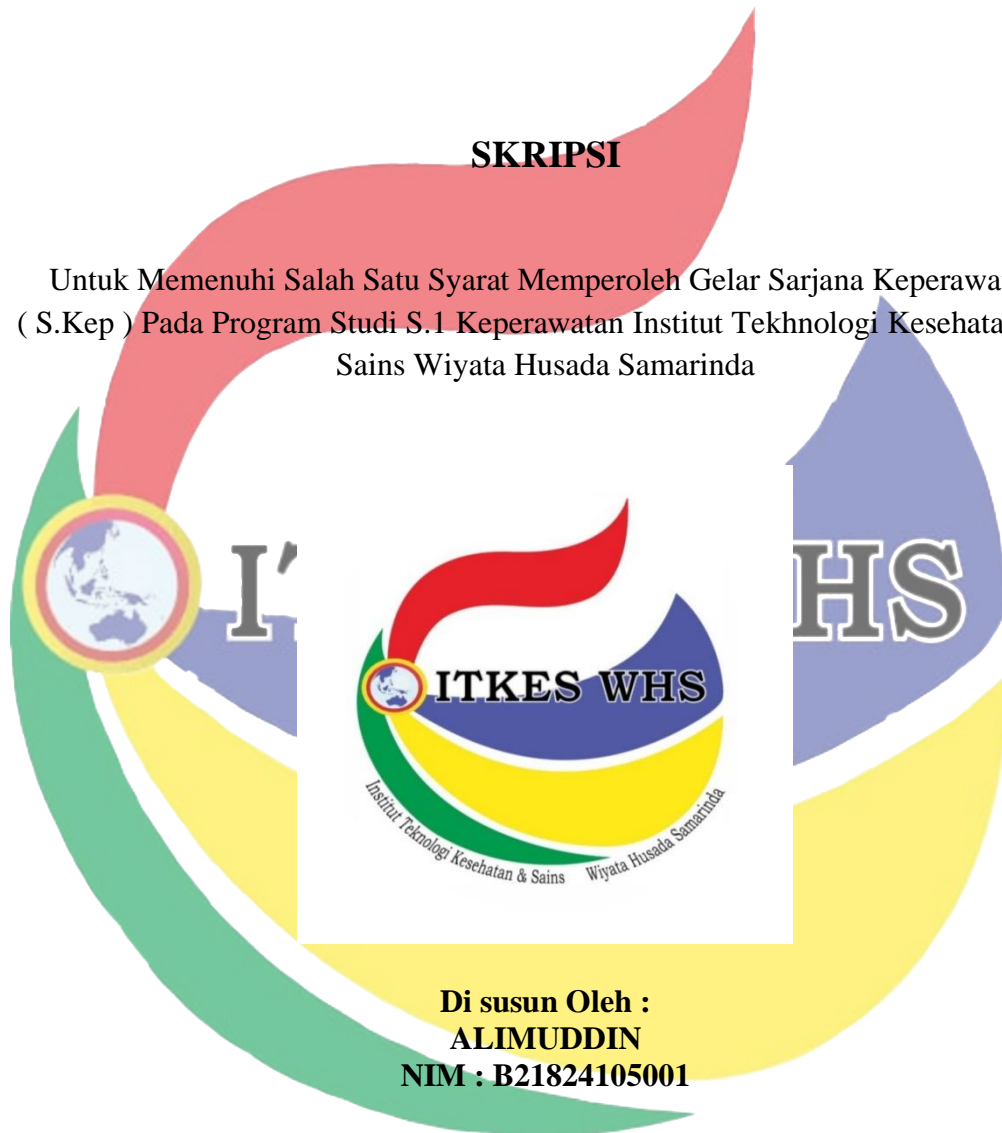 SKRIPSI
Untuk Memenuhi Salah Satu Syarat Memperoleh Gelar Sarjana Keperawa
( S.Kep ) Pada Program Studi S.1 Keperawatan Institut Tekhnologi Kesehata
Sains Wiyata Husada Samarinda
HS
ITKES WHS
Institut Teknologi Kesehatan & Sains Wiyata Husada Samarinda
Di susun Oleh :
ALIMUDDIN
NIM : B21824105001